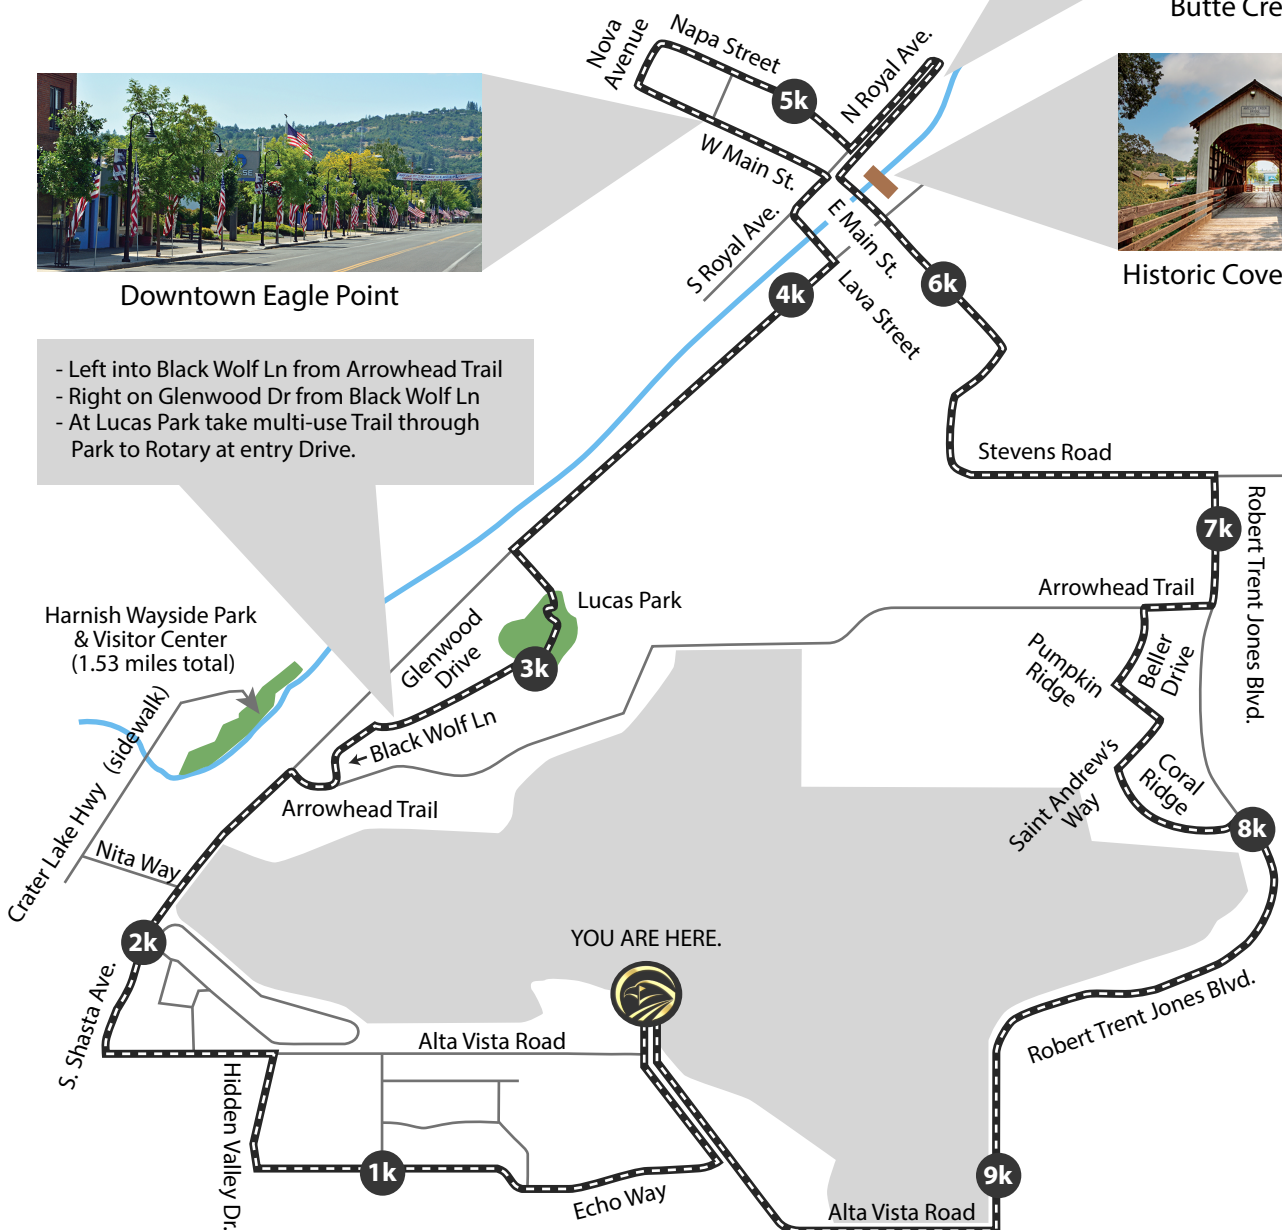 Butte Cre
Nova
Avenue
Napa Street
N Royal Ave.
5k
W Main St.
Downtown Eagle Point
S Royal Ave.
E Main St.
Historic Cove
4k
6k
Lava Street
- Left into Black Wolf Ln from Arrowhead Trail
- Right on Glenwood Dr from Black Wolf Ln
- At Lucas Park take multi-use Trail through
Park to Rotary at entry Drive.
Stevens Road
Robert Trent Jones Blvd.
7k
Arrowhead Trail
Harnish Wayside Park
& Visitor Center
(1.53 miles total)
Lucas Park
Glenwood
Drive
3k
Pumpkin
Ridge
Beller
Drive
Crater Lake Hwy (sidewalk)
← Black Wolf Ln
Arrowhead Trail
Saint Andrew's
Way
Coral
Ridge
8k
Nita Way
2k
YOU ARE HERE.
S. Shasta Ave.
Alta Vista Road
Robert Trent Jones Blvd.
Hidden Valley Dr.
1k
Echo Way
9k
Alta Vista Road